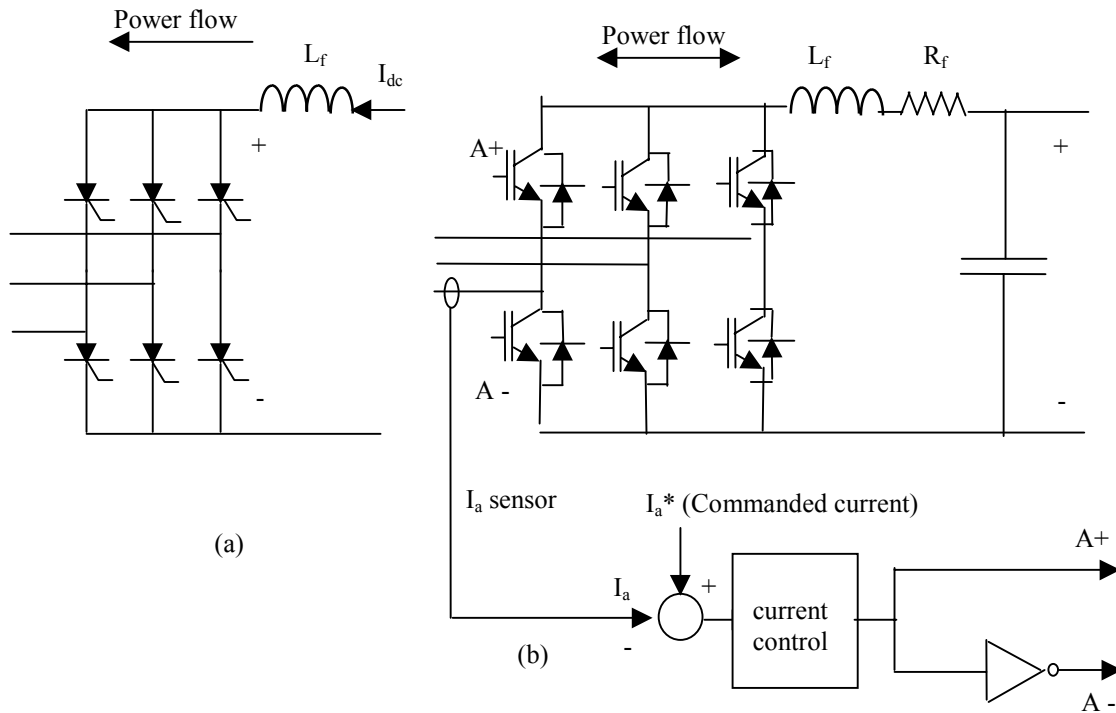 Power flow
L_f
I_dc
+
-
(a)
Power flow
L_f
R_f
A+
A -
+
-
I_a sensor
I_a* (Commanded current)
I_a
+
-
current
control
A+
A -
(b)